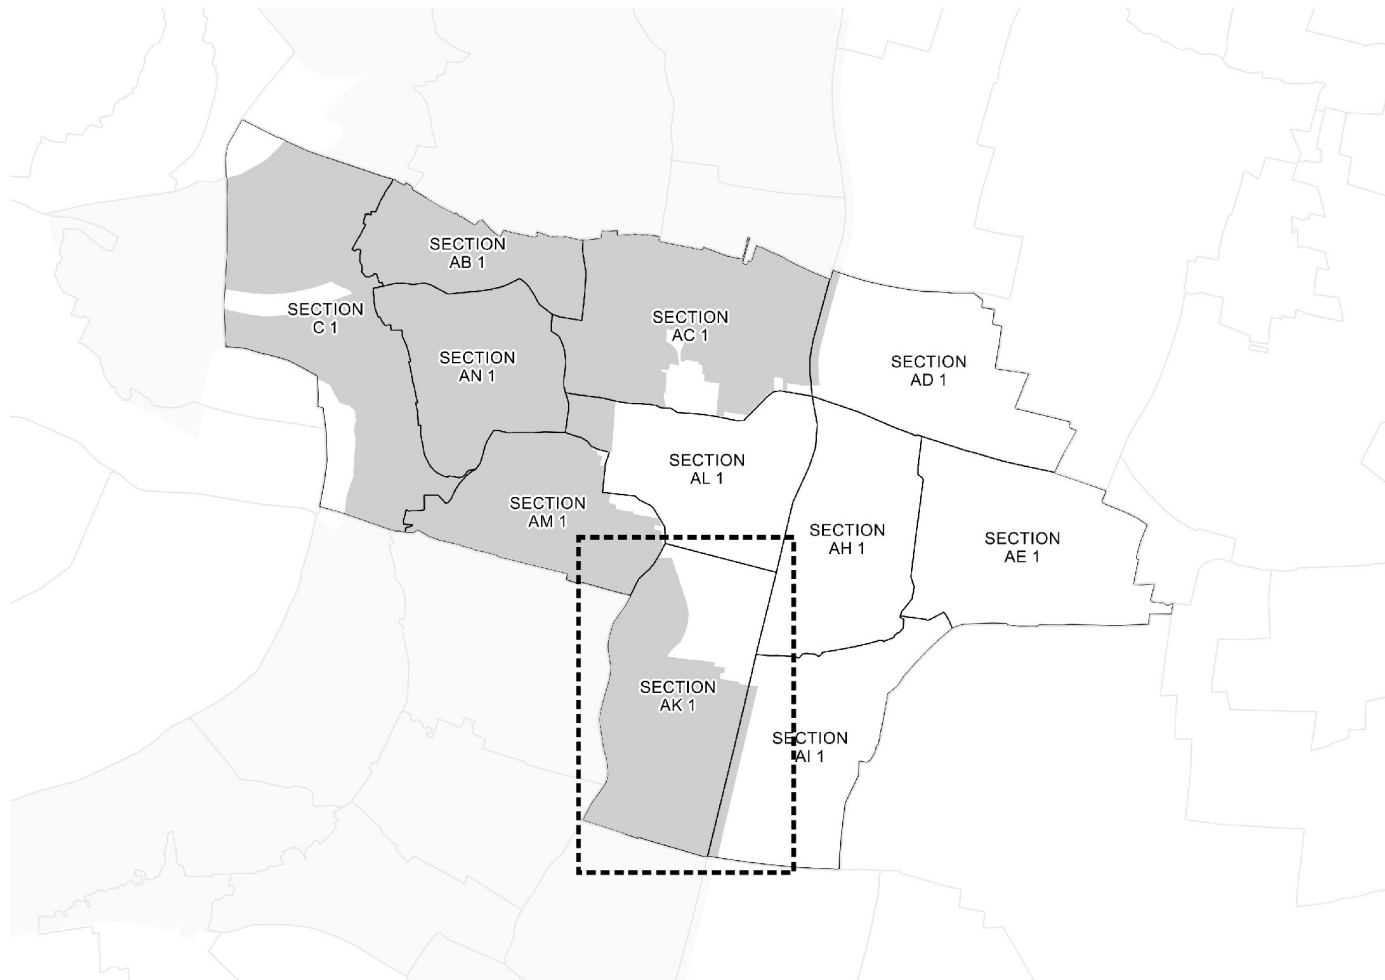 SECTION
AB 1
SECTION
C 1
SECTION
AC 1
SECTION
AN 1
SECTION
AD 1
SECTION
AL 1
SECTION
AM 1
SECTION
AH 1
SECTION
AE 1
SECTION
AK 1
SECTION
AI 1